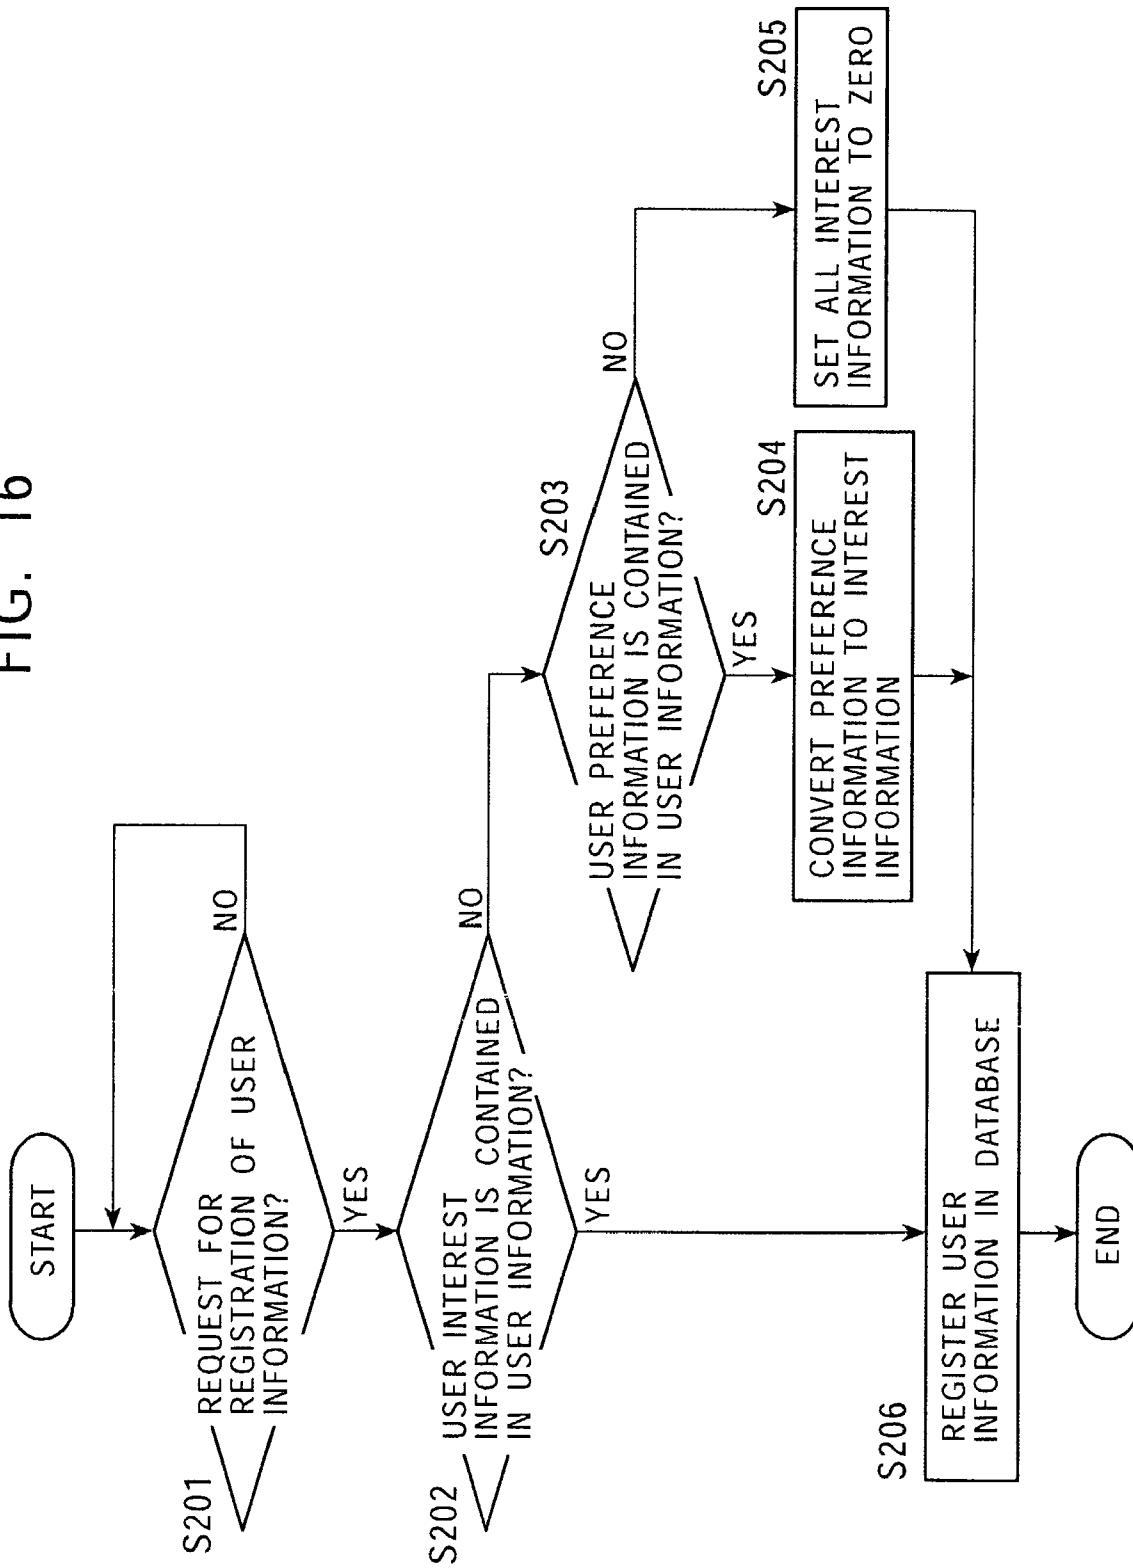 FIG. 16
START
S201
REQUEST FOR
REGISTRATION OF USER
INFORMATION?
NO
YES
S202
USER INTEREST
INFORMATION IS CONTAINED
IN USER INFORMATION?
NO
YES
S203
USER PREFERENCE
INFORMATION IS CONTAINED
IN USER INFORMATION?
NO
YES
S204
CONVERT PREFERENCE
INFORMATION TO INTEREST
INFORMATION
S205
SET ALL INTEREST
INFORMATION TO ZERO
S206
REGISTER USER
INFORMATION IN DATABASE
END